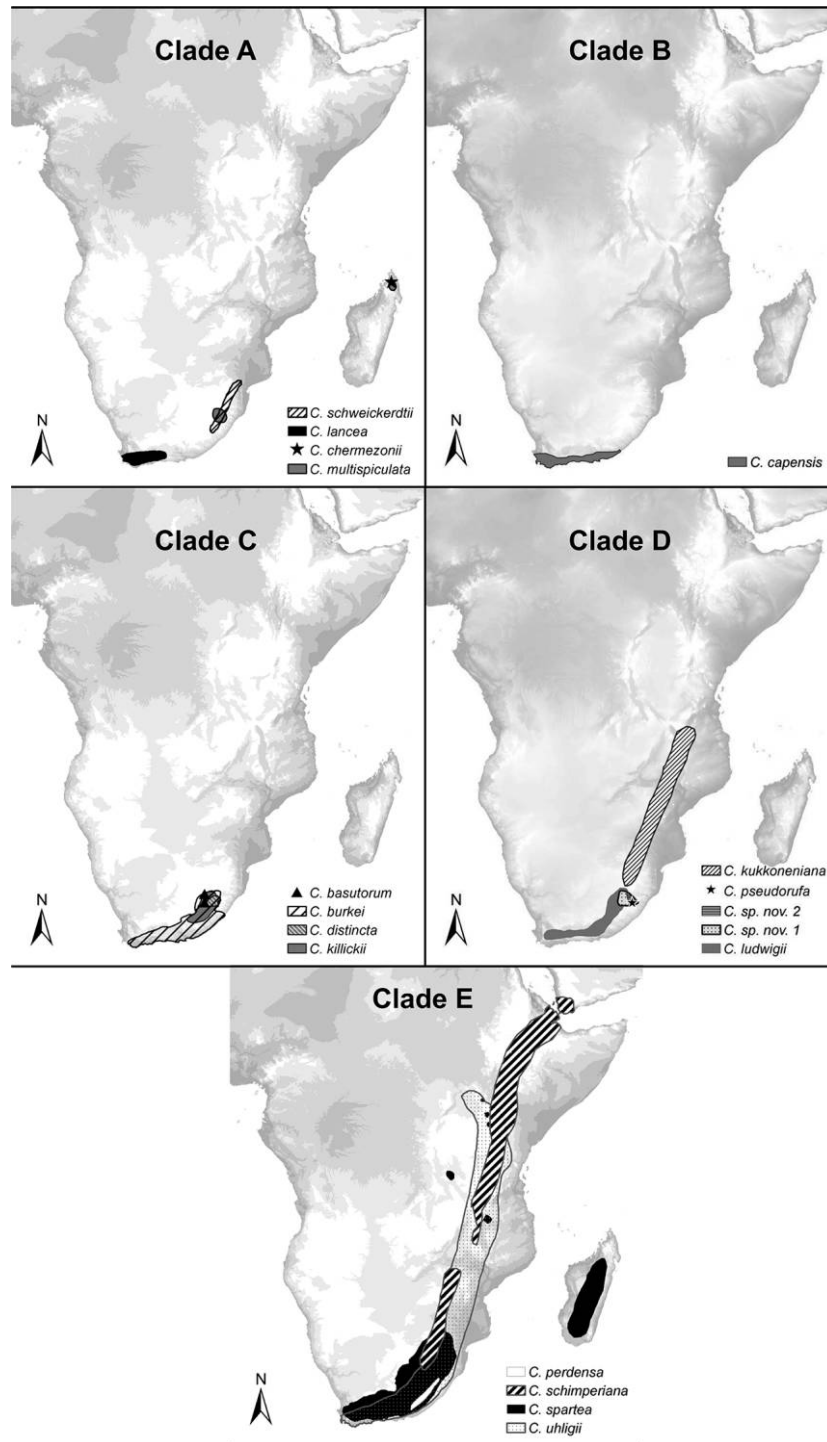 Clade A
N
C. schweickerdtii
C. lancea
C. chermezonii
C. multispiculata
Clade B
N
C. capensis
Clade C
N
C. basutorum
C. burkei
C. distincta
C. killickii
Clade D
N
C. kukkoneniana
C. pseudorufa
C. sp. nov. 2
C. sp. nov. 1
C. ludwigii
Clade E
N
C. perdensa
C. schimperiana
C. spartea
C. uhligii